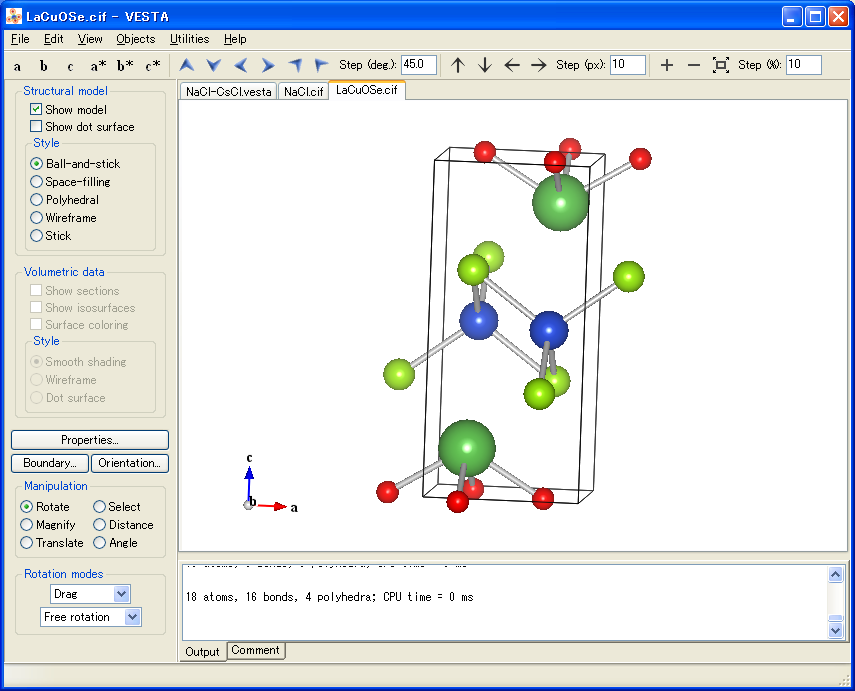 LaCuOSe.cif - VESTA
File Edit View Objects Utilities Help
a b c a* b* c* Step (deg.): 45.0 Step (px): 10 Step (%): 10
Structural model
Show model
Show dot surface
Style
Ball-and-stick
Space-filling
Polyhedral
Wireframe
Stick
Volumetric data
Show sections
Show isosurfaces
Surface coloring
Style
Smooth shading
Wireframe
Dot surface
Properties...
Boundary... Orientation...
Manipulation
Rotate Select
Magnify Distance
Translate Angle
Rotation modes
Drag
Free rotation
NaCl-CsCl.vesta NaCl.cif LaCuOSe.cif
c
b a
18 atoms, 16 bonds, 4 polyhedra; CPU time = 0 ms
Output Comment